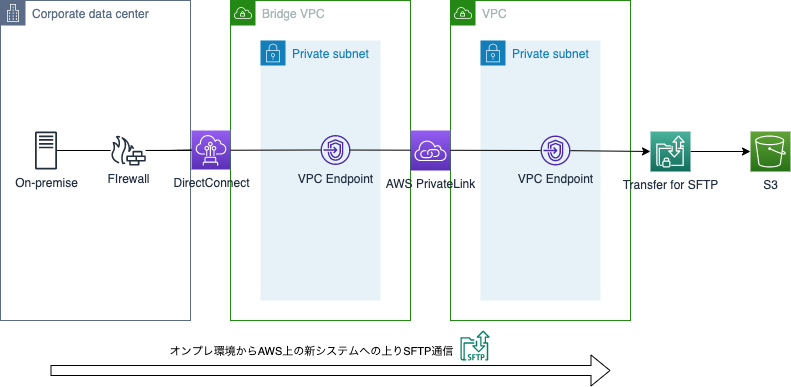 Corporate data center
Bridge VPC
VPC
Private subnet
Private subnet
On-premise
FIrewall
DirectConnect
VPC Endpoint
AWS PrivateLink
VPC Endpoint
Transfer for SFTP
S3
オンプレ環境からAWS上の新システムへの上りSFTP通信
SFTP